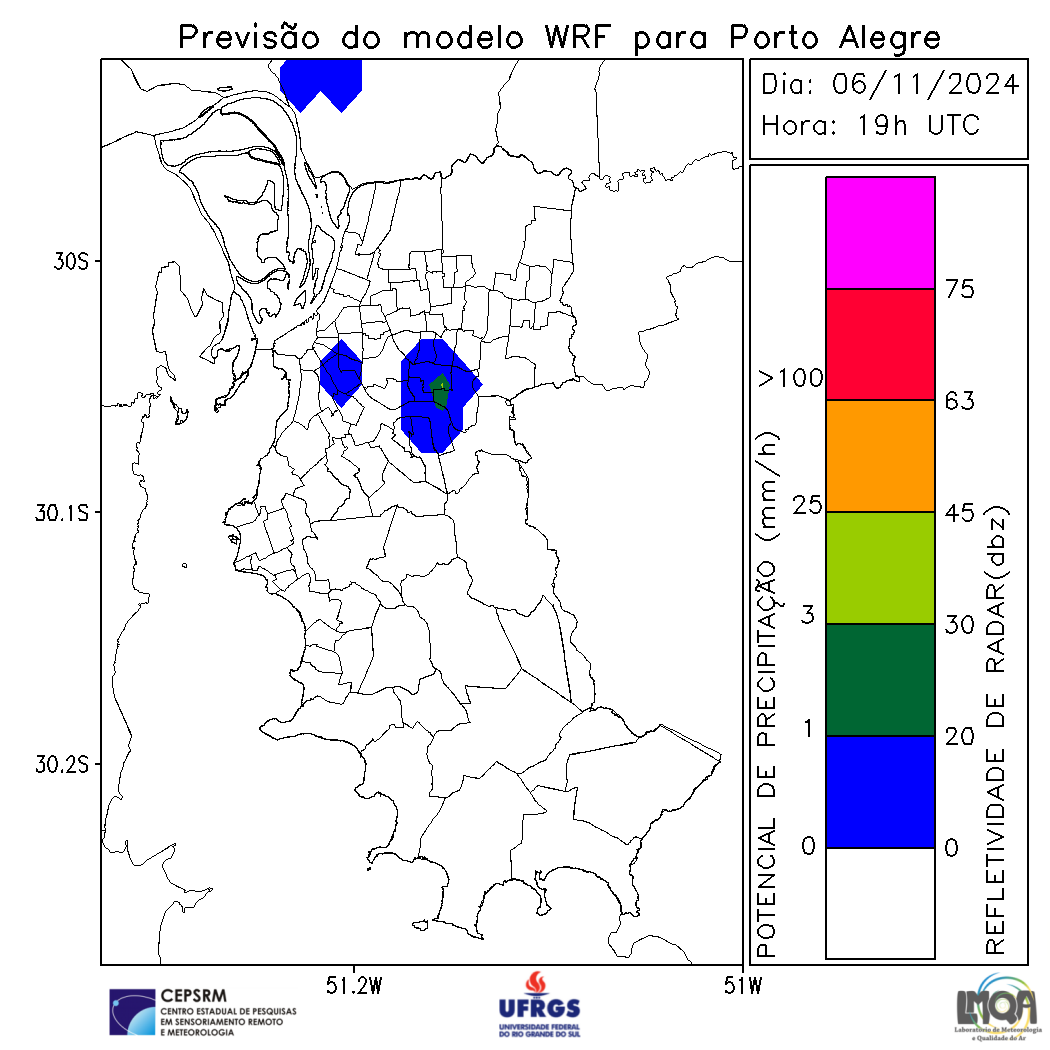 Previsão do modelo WRF para Porto Alegre
Dia: 06/11/2024
Hora: 19h UTC
30S
30.1S
30.2S
51.2W
51W
POTENCIAL DE PRECIPITAÇÃO (mm/h)
>100
25
3
1
0
75
63
45
30
20
0
REFLETIVIDADE DE RADAR(dbz)
CEPSRM
CENTRO ESTADUAL DE PESQUISAS
EM SENSORIAMENTO REMOTO
E METEOROLOGIA
UFRGS
UNIVERSIDADE FEDERAL
DO RIO GRANDE DO SUL
LMQA
Laboratório de Meteorologia
e Qualidade do Ar